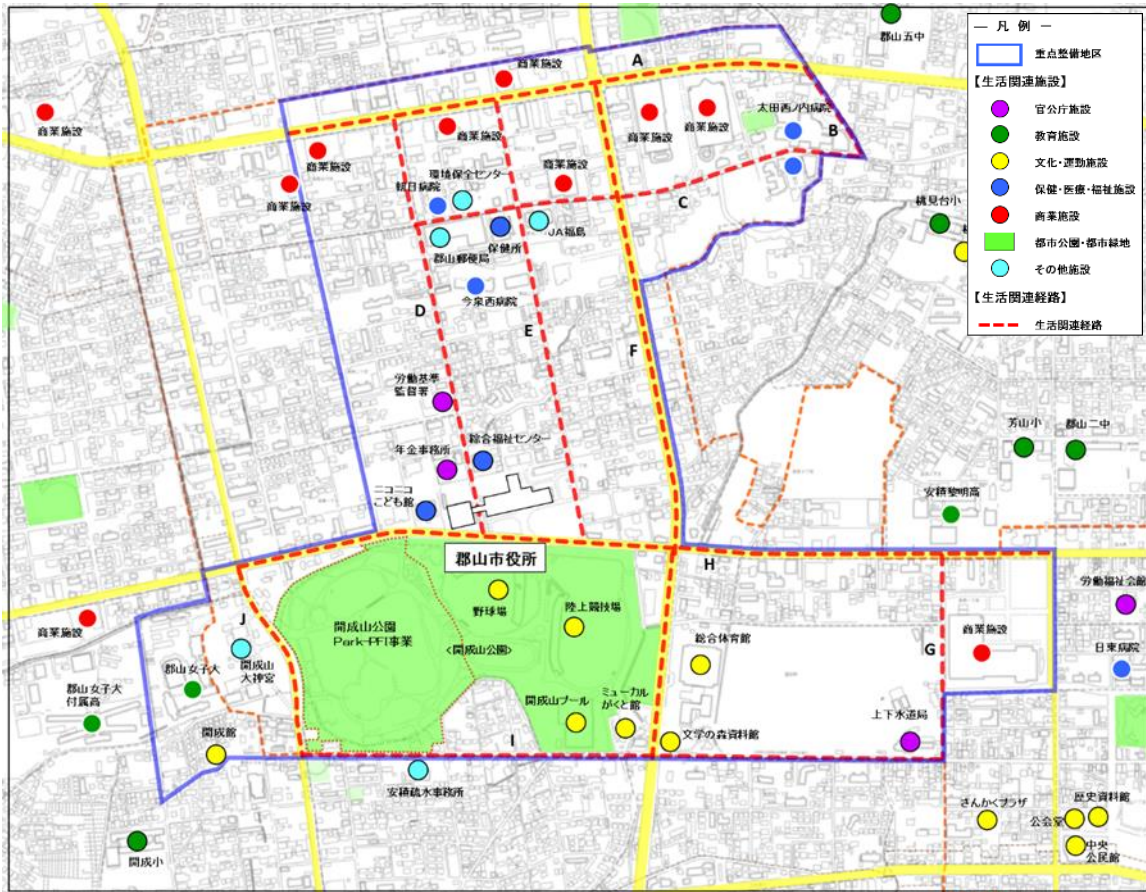 郡山五中
― 凡 例 ―
重点整備地区
【生活関連施設】
官公庁施設
教育施設
文化・運動施設
保健・医療・福祉施設
商業施設
都市公園・都市緑地
その他施設
【生活関連経路】
生活関連経路
商業施設
A
商業施設
商業施設
商業施設
商業施設
太田西ノ内病院
B
商業施設
商業施設
商業施設
環境保全センター
朝日病院
C
保健所
JA福島
郡山郵便局
今泉西病院
桃見台小
D
E
F
労働基準
監督署
年金事務所
総合福祉センター
ニコニコ
こども館
芳山小
郡山二中
安積黎明高
郡山市役所
H
野球場
陸上競技場
開成山公園
Park-PFI事業
<開成山公園>
総合体育館
G
商業施設
労働福祉会館
日東病院
商業施設
J
開成山
大神宮
郡山女子大
郡山女子大
付属高
開成館
開成山プール
ミューカル
がくと館
文学の森資料館
上下水道局
I
安積疏水事務所
開成小
さんかくプラザ
歴史資料館
公会堂
中央
公民館